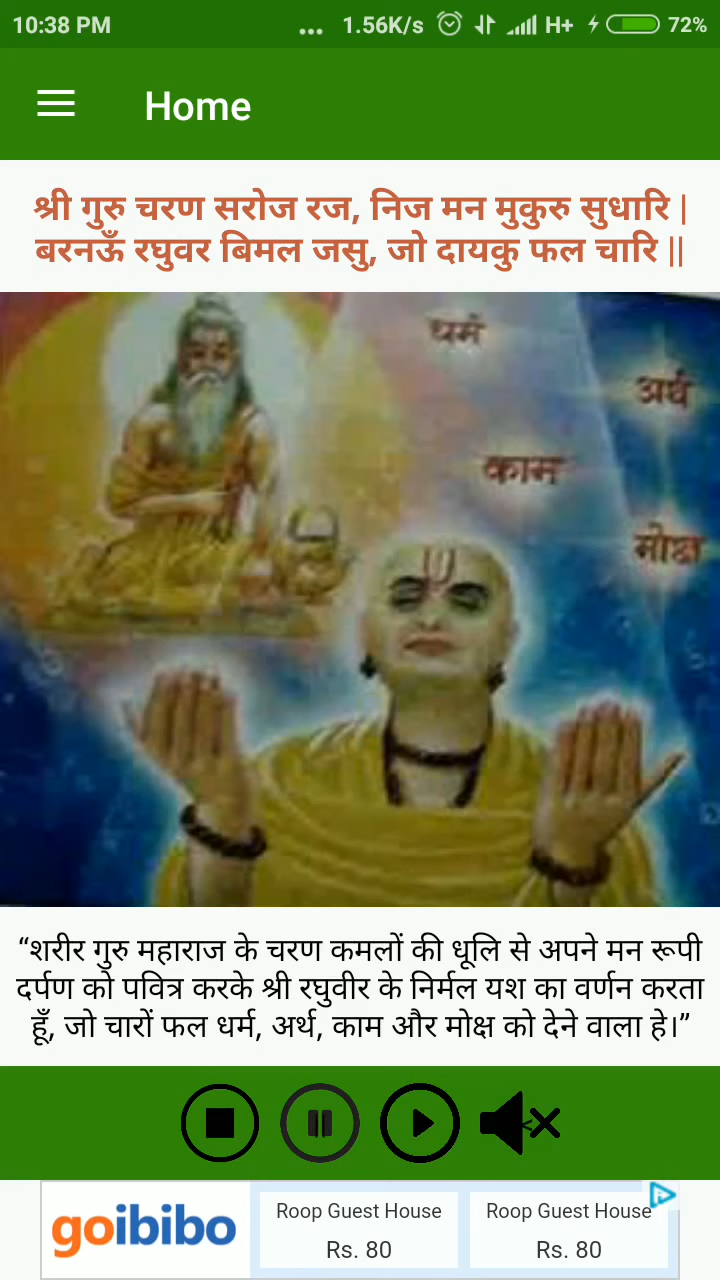 10:38 PM
... 1.56K/s H+ 72%
Home
श्री गुरु चरण सरोज रज, निज मन मुकुरु सुधारि |
बरनऊँ रघुवर बिमल जसु, जो दायकु फल चारि ||
धर्म
अर्थ
काम
मोक्ष
“शरीर गुरु महाराज के चरण कमलों की धूलि से अपने मन रूपी
दर्पण को पवित्र करके श्री रघुवीर के निर्मल यश का वर्णन करता
हूँ, जो चारों फल धर्म, अर्थ, काम और मोक्ष को देने वाला हे।”
goibibo
Roop Guest House
Rs. 80
Roop Guest House
Rs. 80